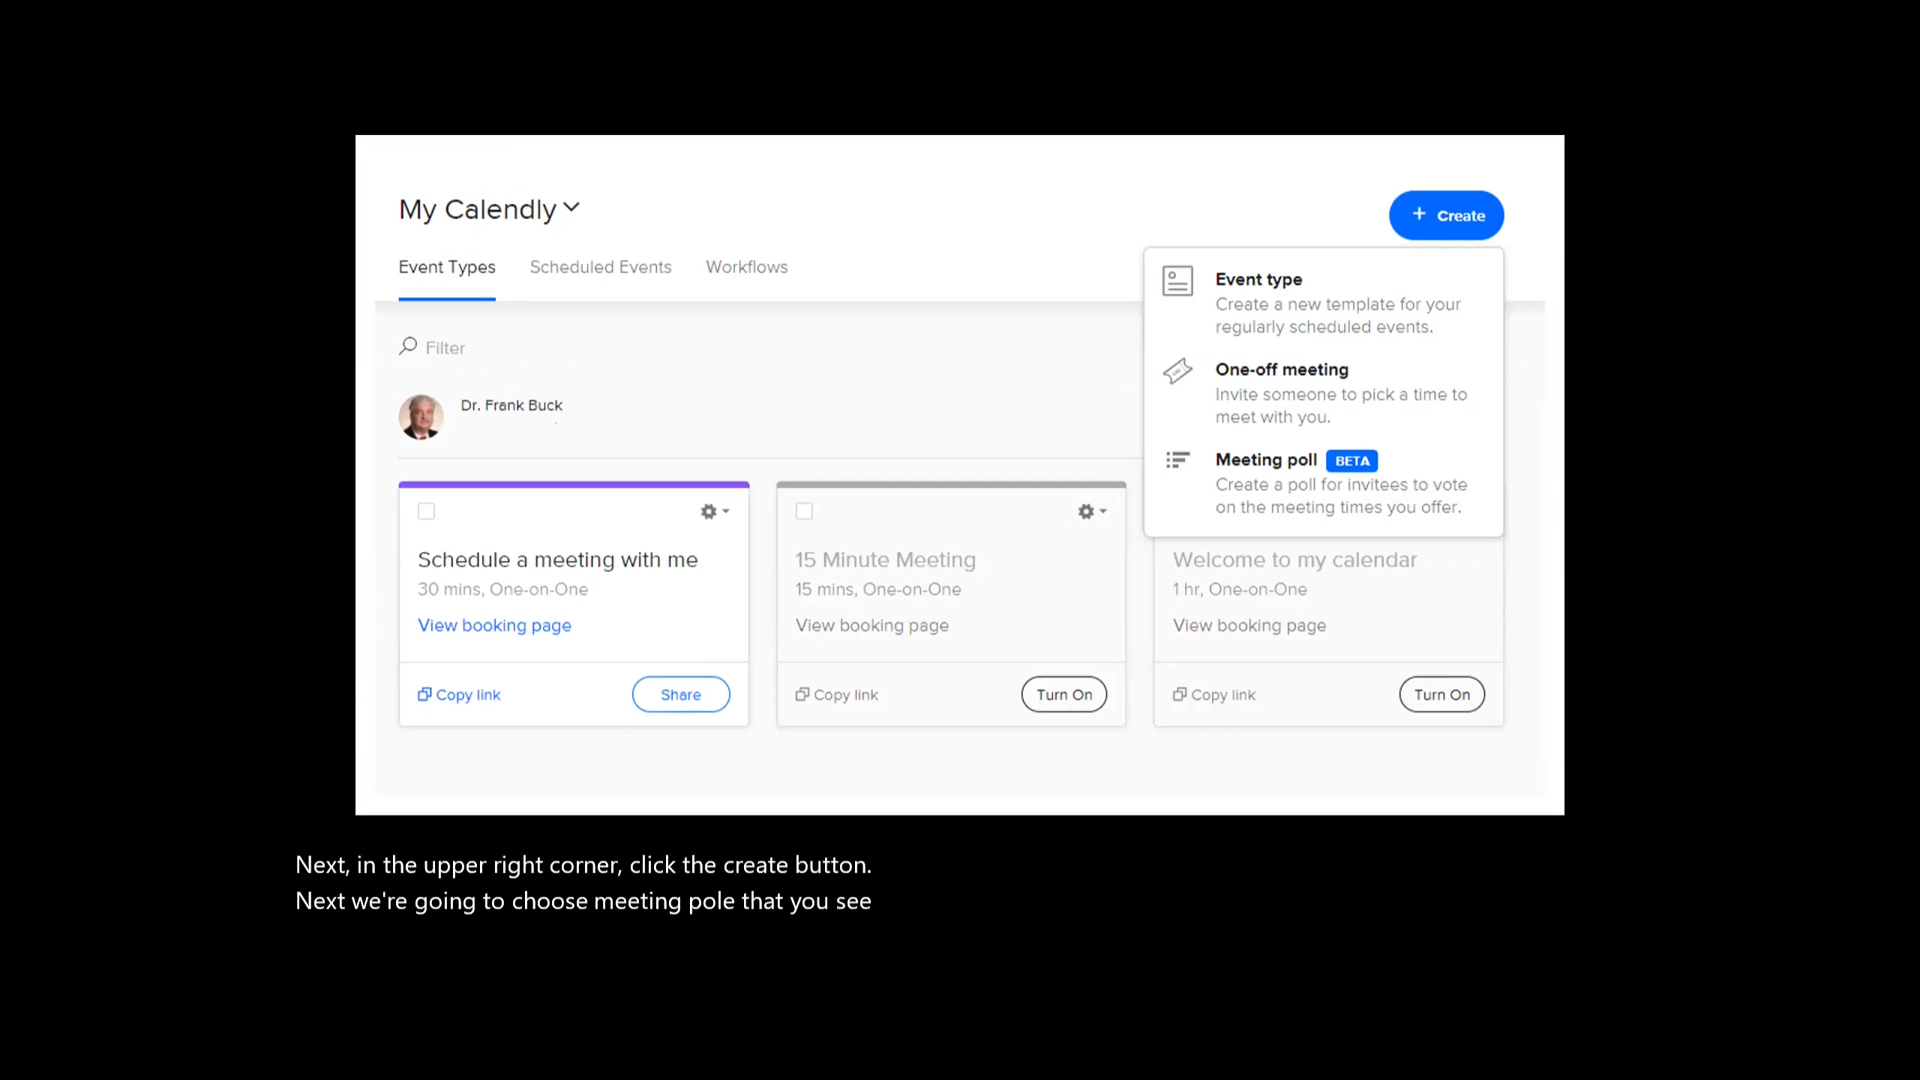 My Calendly
+ Create
Event Types Scheduled Events Workflows
Event type
Create a new template for your
regularly scheduled events.
Filter
One-off meeting
Invite someone to pick a time to
meet with you.
Dr. Frank Buck
Meeting poll BETA
Create a poll for invitees to vote
on the meeting times you offer.
Schedule a meeting with me
30 mins, One-on-One
View booking page
Copy link Share
15 Minute Meeting
15 mins, One-on-One
View booking page
Copy link Turn On
Welcome to my calendar
1 hr, One-on-One
View booking page
Copy link Turn On
Next, in the upper right corner, click the create button.
Next we're going to choose meeting pole that you see